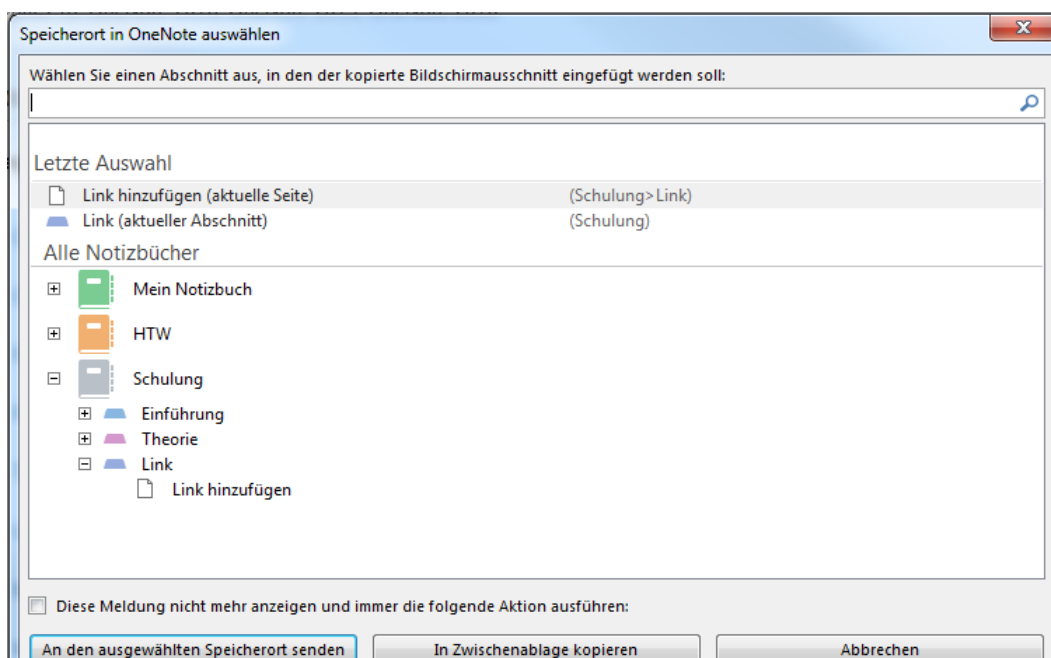 Speicherort in OneNote auswählen
Wählen Sie einen Abschnitt aus, in den der kopierte Bildschirmausschnitt eingefügt werden soll:
Letzte Auswahl
Link hinzufügen (aktuelle Seite) (Schulung>Link)
Link (aktueller Abschnitt) (Schulung)
Alle Notizbücher
Mein Notizbuch
HTW
Schulung
Einführung
Theorie
Link
Link hinzufügen
Diese Meldung nicht mehr anzeigen und immer die folgende Aktion ausführen:
An den ausgewählten Speicherort senden In Zwischenablage kopieren Abbrechen